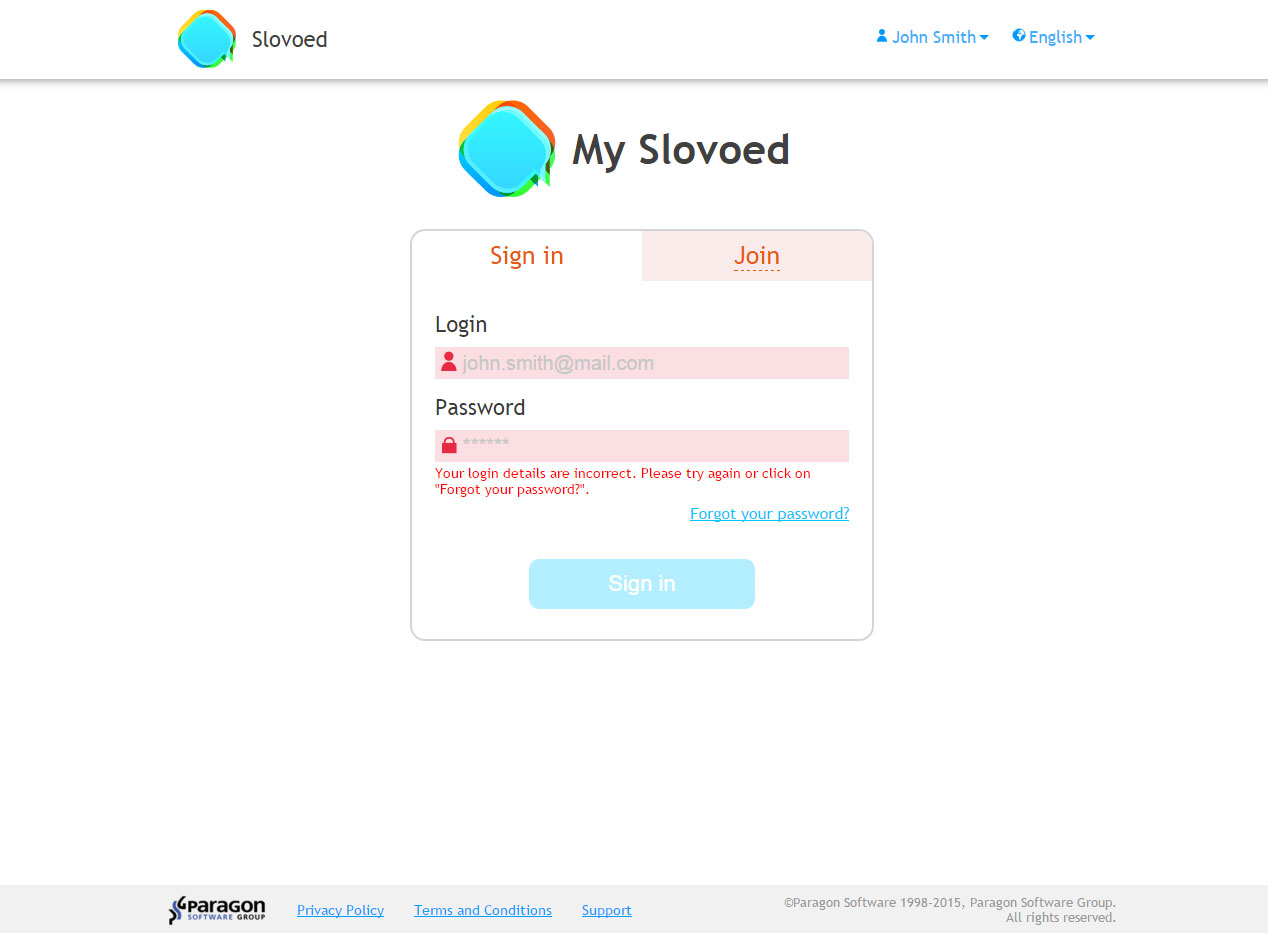 Slovoed
John Smith
English
My Slovoed
Sign in
Join
Login
john.smith@mail.com
Password
******
Your login details are incorrect. Please try again or click on
"Forgot your password?".
Forgot your password?
Sign in
Paragon
SOFTWARE GROUP
Privacy Policy
Terms and Conditions
Support
©Paragon Software 1998-2015, Paragon Software Group.
All rights reserved.